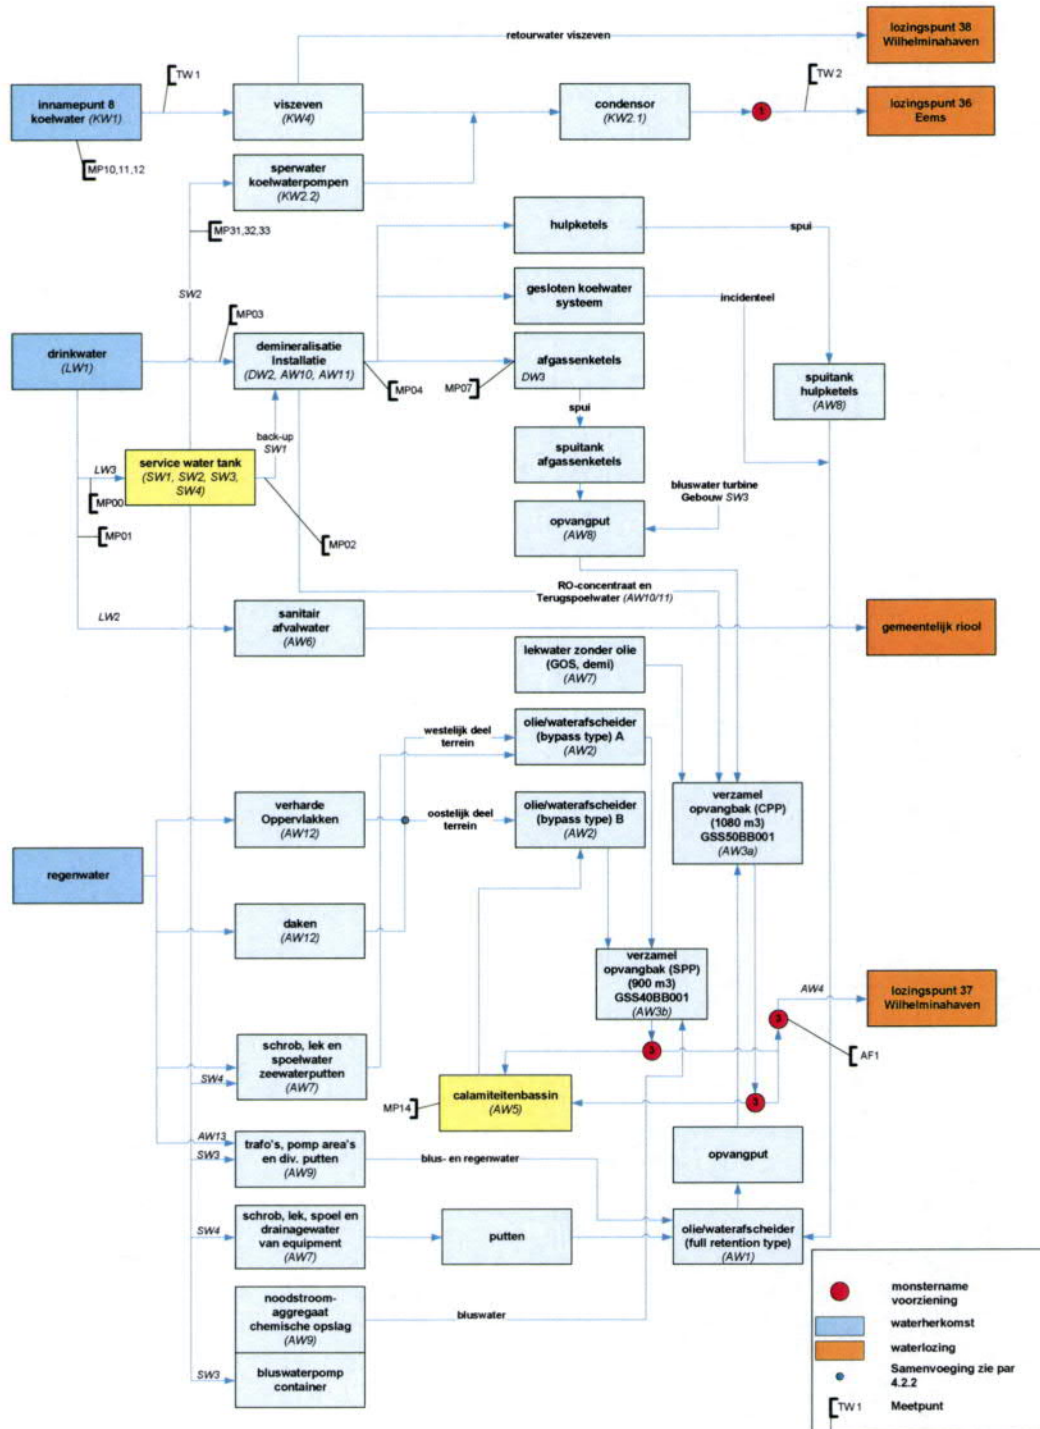 retourwater viszeven
lozingspunt 38
Wilhelminahaven
TW 1
TW 2
innamepunt 8
koelwater (KW1)
viszeven
(KW4)
condensor
(KW2.1)
lozingspunt 36
Eems
MP10,11,12
sperwater
koelwaterpompen
(KW2.2)
MP31,32,33
hulpketels
spui
SW2
gesloten koelwater
systeem
incidenteel
MP03
drinkwater
(LW1)
demineralisatie
Installatie
(DW2, AW10, AW11)
MP04
MP07
afgassenketels
DW3
spuitank
hulpketels
(AW8)
spui
back-up
SW1
LW3
service water tank
(SW1, SW2, SW3,
SW4)
spuitank
afgassenketels
MP00
MP01
MP02
bluswater turbine
Gebouw SW3
opvangput
(AW8)
RO-concentraat en
Terugspoelwater (AW10/11)
LW2
sanitair
afvalwater
(AW6)
gemeentelijk riool
lekwater zonder olie
(GOS, demi)
(AW7)
westelijk deel
terrein
olie/waterafscheider
(bypass type) A
(AW2)
verharde
Oppervlakken
(AW12)
oostelijk deel
terrein
olie/waterafscheider
(bypass type) B
(AW2)
verzamel
opvangbak (CPP)
(1080 m3)
GSS50BB001
(AW3a)
regenwater
daken
(AW12)
verzamel
opvangbak (SPP)
(900 m3)
GSS40BB001
(AW3b)
AW4
lozingspunt 37
Wilhelminahaven
3
AF1
schrob, lek en
spoelwater
zeewaterputten
(AW7)
SW4
MP14
calamiteitenbassin
(AW5)
3
AW13
SW3
trafo's, pomp area's
en div. putten
(AW9)
blus- en regenwater
opvangput
SW4
schrob, lek, spoel en
drainagewater
van equipment
(AW7)
putten
olie/waterafscheider
(full retention type)
(AW1)
noodstroom-
aggregaat
chemische opslag
(AW9)
bluswater
SW3
bluswaterpomp
container
monstername
voorziening
waterherkomst
waterlozing
Samenvoeging zie par
4.2.2
TW 1
Meetpunt